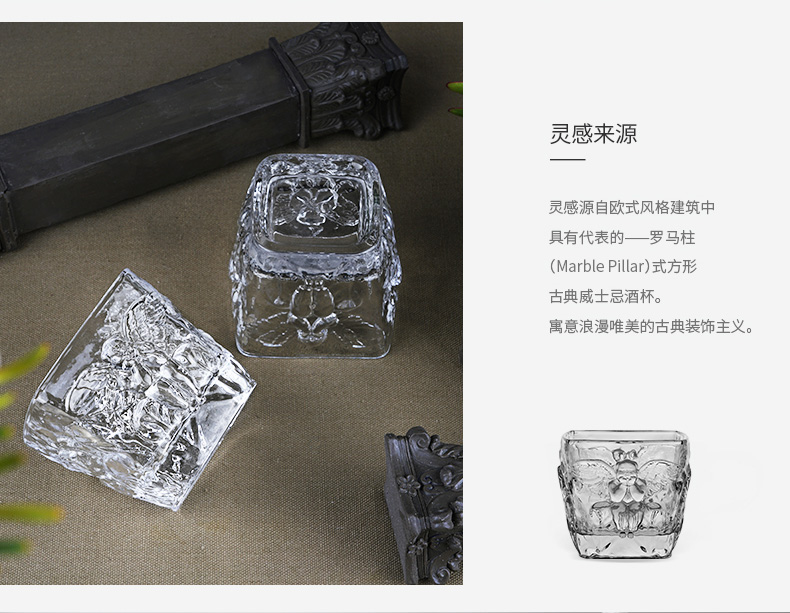 灵感来源
灵感源自欧式风格建筑中
具有代表的——罗马柱
（Marble Pillar）式方形
古典威士忌酒杯。
寓意浪漫唯美的古典装饰主义。